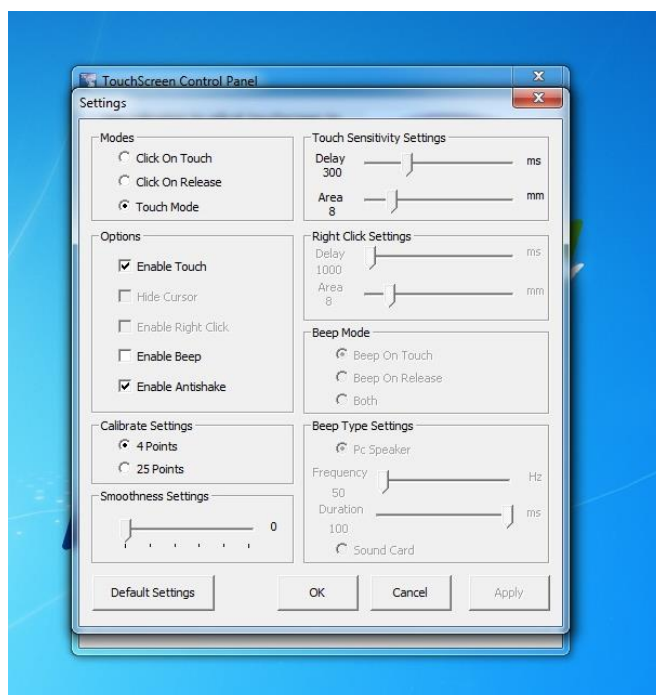 TouchScreen Control Panel
X
Settings
X
Modes
Click On Touch
Click On Release
Touch Mode
Options
Enable Touch
Hide Cursor
Enable Right Click
Enable Beep
Enable Antishake
Calibrate Settings
4 Points
25 Points
Smoothness Settings
0
Touch Sensitivity Settings
Delay ms
300
Area mm
8
Right Click Settings
Delay ms
1000
Area mm
8
Beep Mode
Beep On Touch
Beep On Release
Both
Beep Type Settings
Pc Speaker
Frequency Hz
50
Duration ms
100
Sound Card
Default Settings OK Cancel Apply